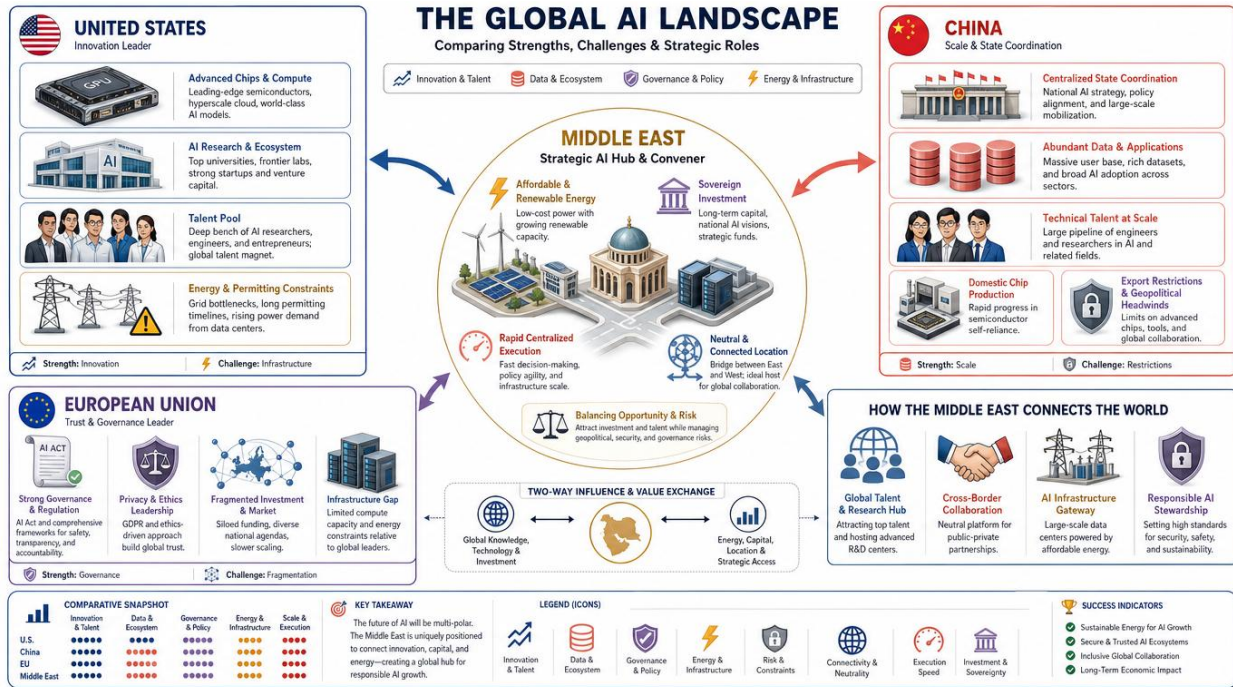 THE GLOBAL AI LANDSCAPE
Comparing Strengths, Challenges & Strategic Roles
Innovation & Talent
Data & Ecosystem
Governance & Policy
Energy & Infrastructure
UNITED STATES
Innovation Leader
GPU
Advanced Chips & Compute
Leading-edge semiconductors,
hyperscale cloud, world-class
AI models.
AI
AI Research & Ecosystem
Top universities, frontier labs,
strong startups and venture
capital.
Talent Pool
Deep bench of AI researchers,
engineers, and entrepreneurs;
global talent magnet.
Energy & Permitting Constraints
Grid bottlenecks, long permitting
timelines, rising power demand
from data centers.
Strength: Innovation
Challenge: Infrastructure
MIDDLE EAST
Strategic AI Hub & Convener
Affordable &
Renewable Energy
Low-cost power with
growing renewable
capacity.
Sovereign
Investment
Long-term capital,
national AI visions,
strategic funds.
Rapid Centralized
Execution
Fast decision-making,
policy agility, and
infrastructure scale.
Neutral &
Connected Location
Bridge between East
and West; ideal host
for global collaboration.
Balancing Opportunity & Risk
Attract investment and talent while managing
geopolitical, security, and governance risks.
CHINA
Scale & State Coordination
Centralized State Coordination
National AI strategy, policy
alignment, and large-scale
mobilization.
Abundant Data & Applications
Massive user base, rich datasets,
and broad AI adoption across
sectors.
Technical Talent at Scale
Large pipeline of engineers
and researchers in AI and
related fields.
Domestic Chip
Production
Rapid progress in
semiconductor
self-reliance.
Export Restrictions
& Geopolitical
Headwinds
Limits on advanced
chips, tools, and
global collaboration.
Strength: Scale
Challenge: Restrictions
EUROPEAN UNION
Trust & Governance Leader
AI ACT
Strong Governance
& Regulation
AI Act and comprehensive
frameworks for safety,
transparency, and
accountability.
Privacy & Ethics
Leadership
GDPR and ethics-
driven approach
build global trust.
Fragmented Investment
& Market
Siloed funding, diverse
national agendas,
slower scaling.
Infrastructure Gap
Limited compute
capacity and energy
constraints relative
to global leaders.
Strength: Governance
Challenge: Fragmentation
TWO-WAY INFLUENCE & VALUE EXCHANGE
Global Knowledge,
Technology &
Investment
Energy, Capital,
Location &
Strategic Access
HOW THE MIDDLE EAST CONNECTS THE WORLD
Global Talent
& Research Hub
Attracting top talent
and hosting advanced
R&D centers.
Cross-Border
Collaboration
Neutral platform for
public-private
partnerships.
AI Infrastructure
Gateway
Large-scale data
centers powered by
affordable energy.
Responsible AI
Stewardship
Setting high standards
for security, safety,
and sustainability.
COMPARATIVE SNAPSHOT
Innovation & Talent
Data & Ecosystem
Governance & Policy
Energy & Infrastructure
Scale & Execution
U.S.
China
EU
Middle East
KEY TAKEAWAY
The future of AI will be multi-polar.
The Middle East is uniquely positioned
to connect innovation, capital, and
energy—creating a global hub for
responsible AI growth.
LEGEND (ICONS)
Innovation & Talent
Data & Ecosystem
Governance & Policy
Energy & Infrastructure
Risk & Constraints
Connectivity & Neutrality
Execution Speed
Investment & Sovereignty
SUCCESS INDICATORS
Sustainable Energy for AI Growth
Secure & Trusted AI Ecosystems
Inclusive Global Collaboration
Long-Term Economic Impact